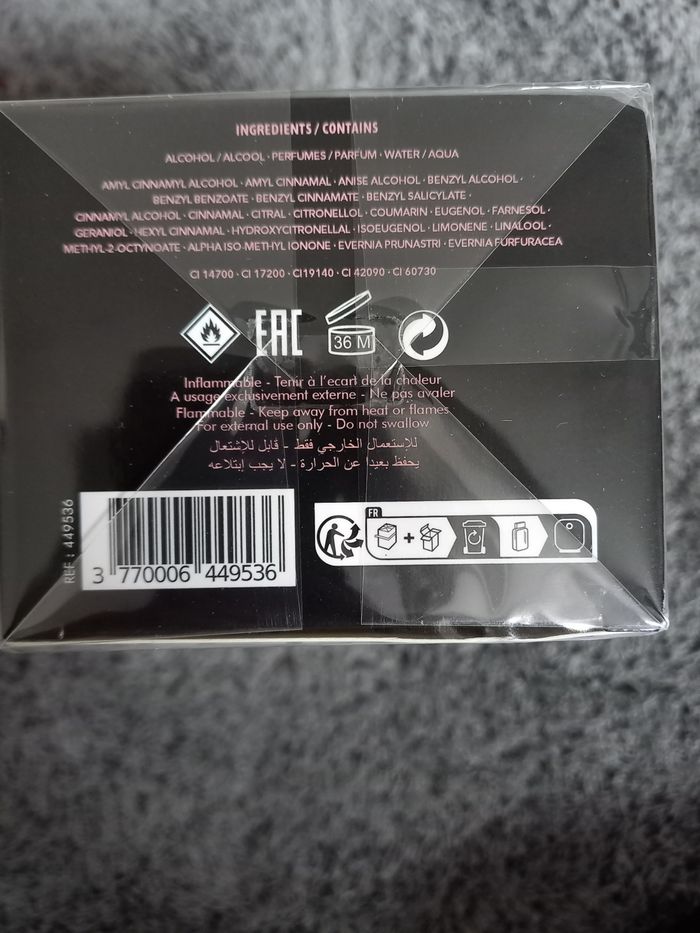 INGREDIENTS / CONTAINS
ALCOHOL / ALCOOL · PERFUMES / PARFUM · WATER / AQUA
AMYL CINNAMYL ALCOHOL · AMYL CINNAMAL · ANISE ALCOHOL · BENZYL ALCOHOL ·
BENZYL BENZOATE · BENZYL CINNAMATE · BENZYL SALICYLATE ·
CINNAMYL ALCOHOL · CINNAMAL · CITRAL · CITRONELLOL · COUMARIN · EUGENOL · FARNESOL ·
GERANIOL · HEXYL CINNAMAL · HYDROXYCITRONELLAL · ISOEUGENOL · LIMONENE · LINALOOL ·
METHYL-2-OCTYNOATE · ALPHA ISO-METHYL IONONE · EVERNIA PRUNASTRI · EVERNIA FURFURACEA
CI 14700 · CI 17200 · CI19140 · CI 42090 · CI 60730
EAC
36 M
Inflammable - Tenir à l'ecart de la chaleur
A usage exclusivement externe - Ne pas avaler
Flammable - Keep away from heat or flames
For external use only - Do not swallow
للإستعمال الخارجي فقط - قابل للإشتعال
يحفظ بعيدا عن الحرارة - لا يجب إبتلاعه
REF : 449536
3 770006 449536
FR
+